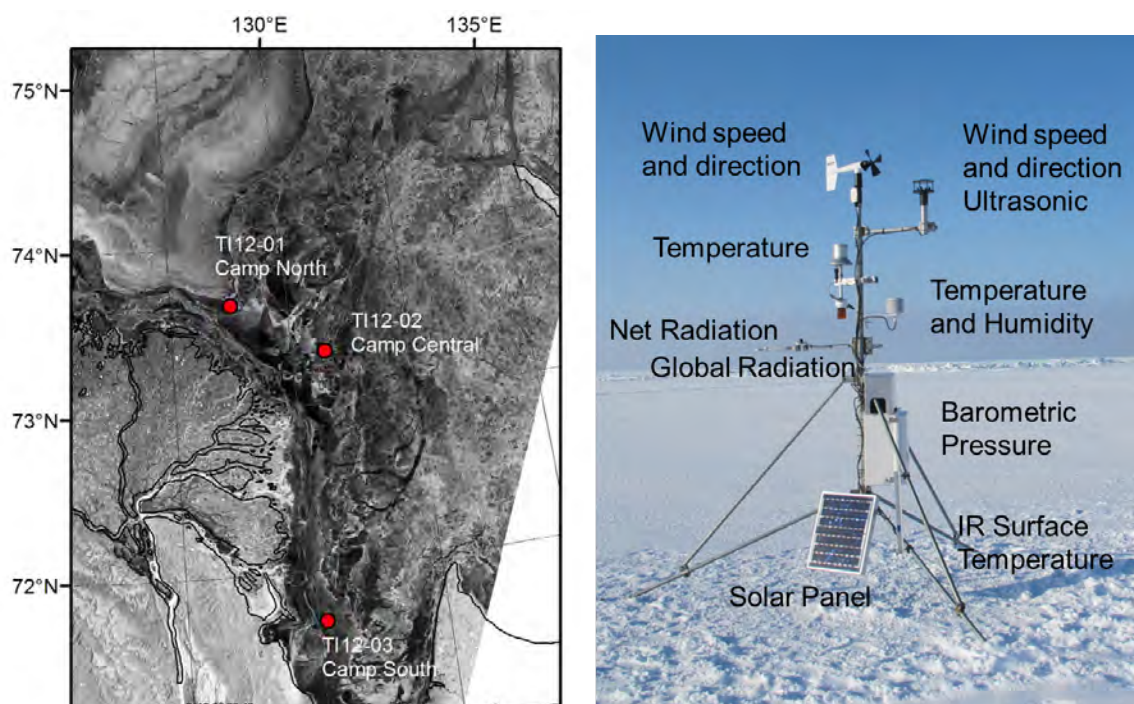 130°E
135°E
75°N
74°N
73°N
72°N
TI12-01
Camp North
TI12-02
Camp Central
TI12-03
Camp South
Wind speed
and direction
Wind speed
and direction
Ultrasonic
Temperature
Temperature
and Humidity
Net Radiation
Global Radiation
Barometric
Pressure
IR Surface
Temperature
Solar Panel